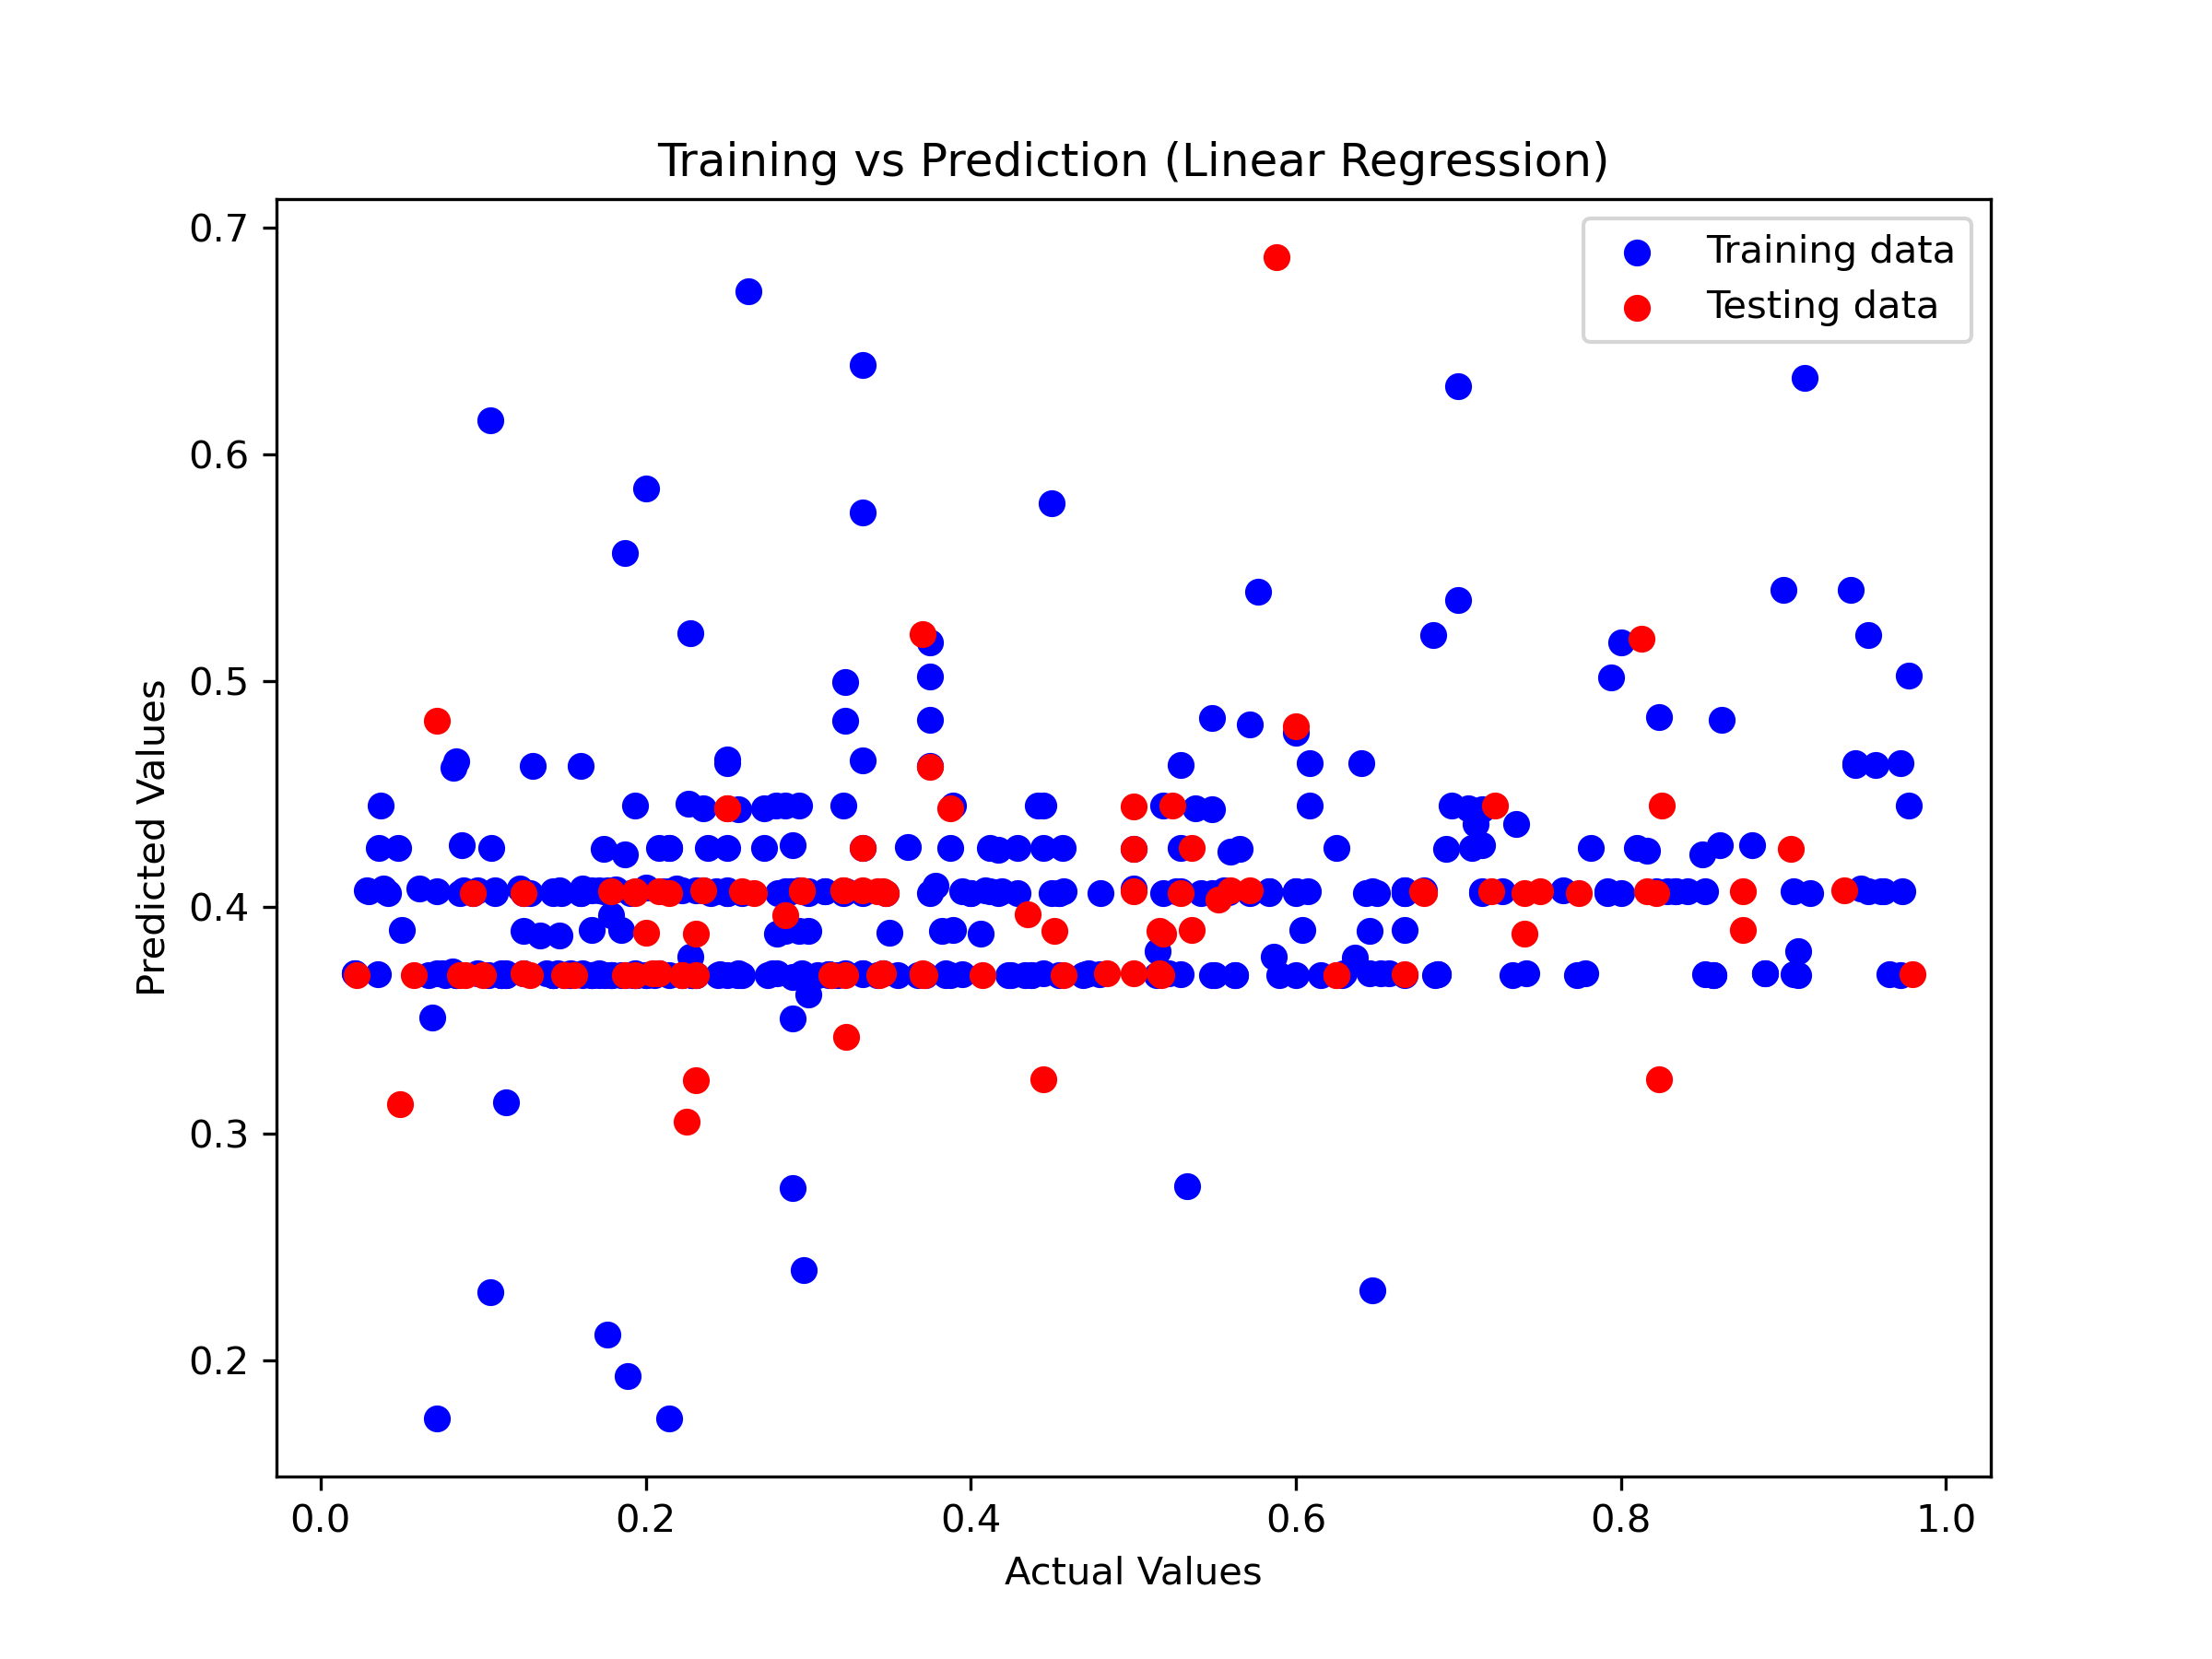 Training vs Prediction (Linear Regression)
Training data
Testing data
0.7
0.6
0.5
0.4
0.3
0.2
Predicted Values
0.0 0.2 0.4 0.6 0.8 1.0
Actual Values